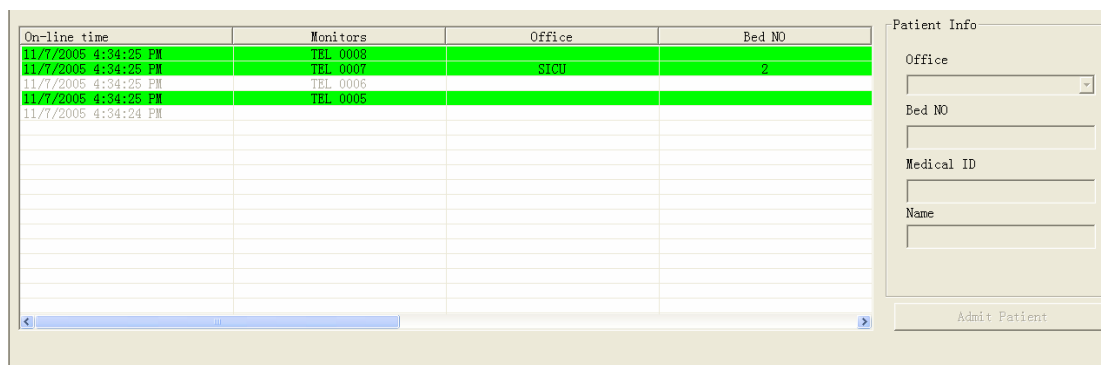 On-line time Monitors Office Bed NO
11/7/2005 4:34:25 PM TEL 0008
11/7/2005 4:34:25 PM TEL 0007 SICU 2
11/7/2005 4:34:25 PM TEL 0006
11/7/2005 4:34:25 PM TEL 0005
11/7/2005 4:34:24 PM
Patient Info
Office
Bed NO
Medical ID
Name
Admit Patient